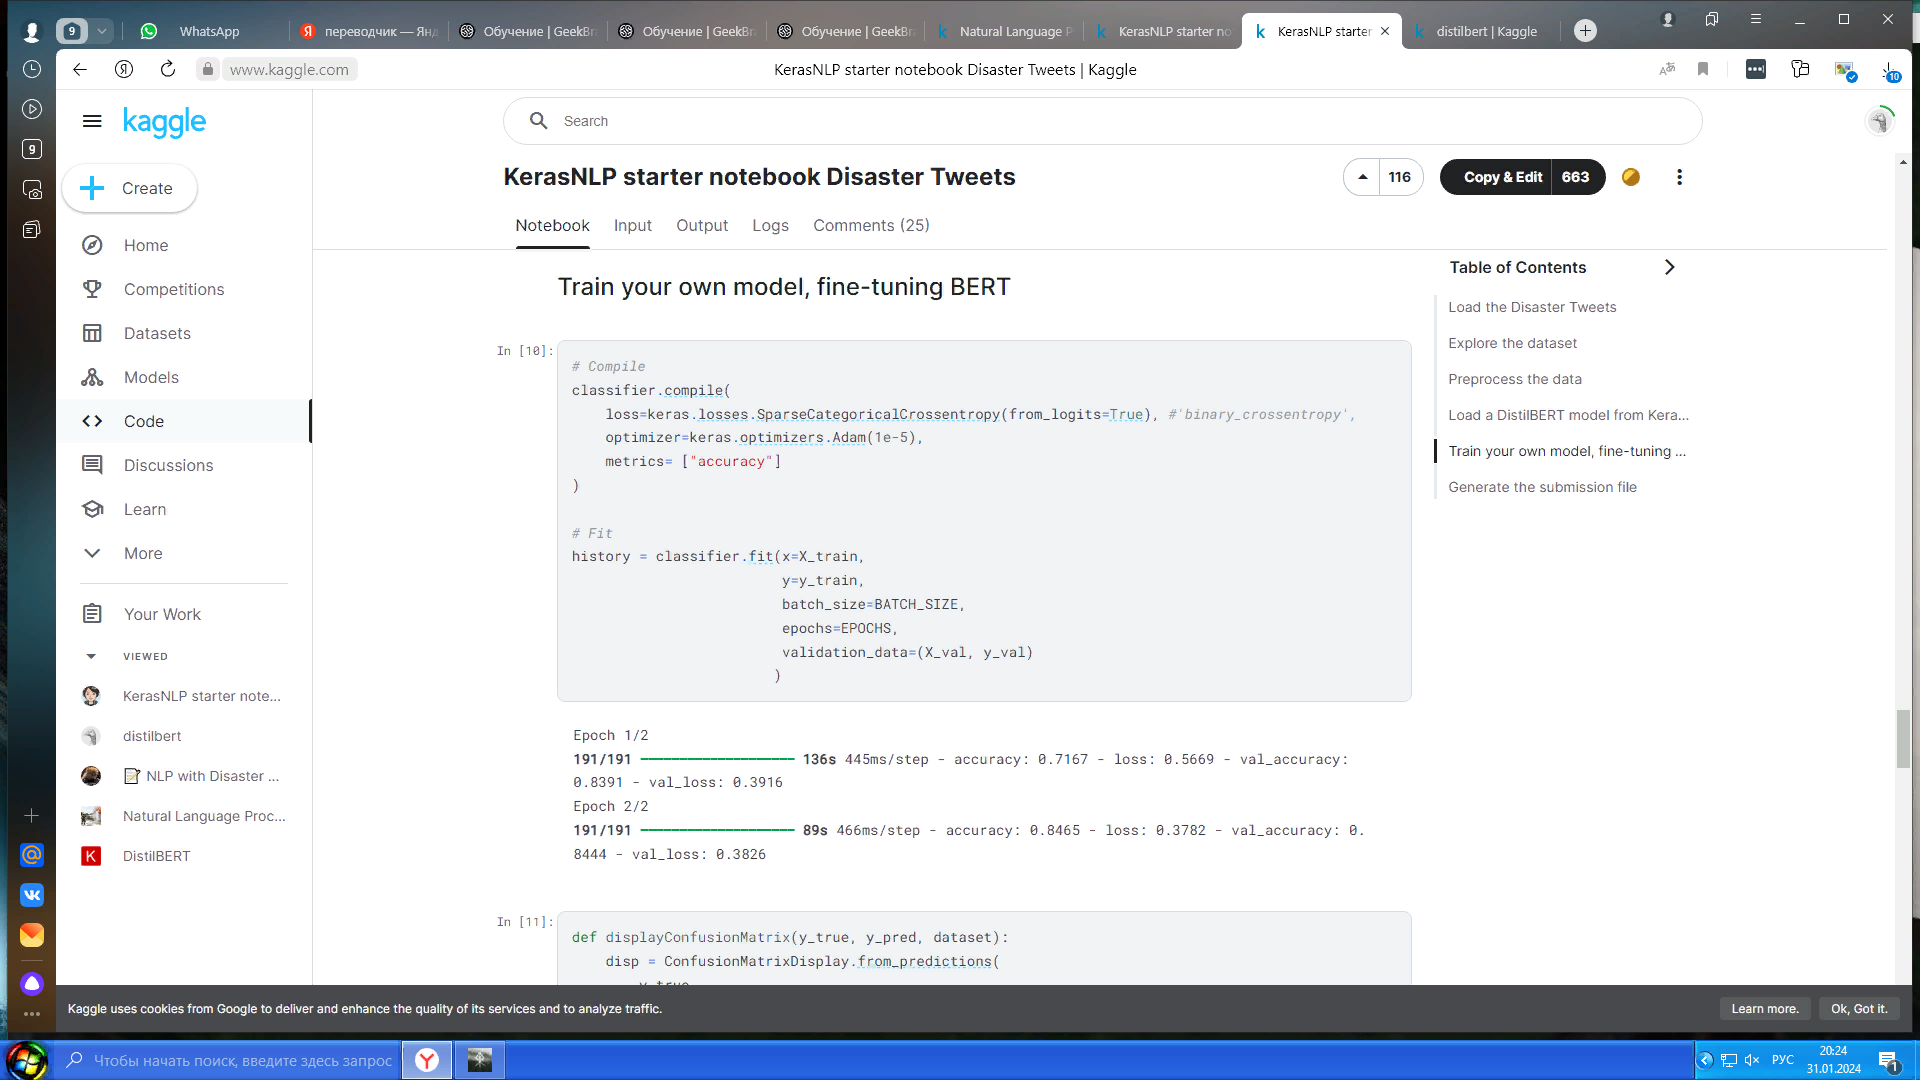 9
WhatsApp
переводчик — Янд
Обучение | GeekBr
Обучение | GeekBr
Обучение | GeekBr
Natural Language P
KerasNLP starter no
KerasNLP starter
distilbert | Kaggle
www.kaggle.com
KerasNLP starter notebook Disaster Tweets | Kaggle
10
9
kaggle
Search
Create
KerasNLP starter notebook Disaster Tweets
116
Copy & Edit 663
Notebook
Input
Output
Logs
Comments (25)
Home
Competitions
Datasets
Models
Code
Discussions
Learn
More
Your Work
VIEWED
KerasNLP starter note...
distilbert
NLP with Disaster ...
Natural Language Proc...
K DistilBERT
Train your own model, fine-tuning BERT
In [10]:
# Compile
classifier.compile(
loss=keras.losses.SparseCategoricalCrossentropy(from_logits=True), #'binary_crossentropy',
optimizer=keras.optimizers.Adam(1e-5),
metrics= ["accuracy"]
)
# Fit
history = classifier.fit(x=X_train,
y=y_train,
batch_size=BATCH_SIZE,
epochs=EPOCHS,
validation_data=(X_val, y_val)
)
Epoch 1/2
191/191 ━━━━━━━━━━━━━━━━━━━━ 136s 445ms/step - accuracy: 0.7167 - loss: 0.5669 - val_accuracy:
0.8391 - val_loss: 0.3916
Epoch 2/2
191/191 ━━━━━━━━━━━━━━━━━━━━ 89s 466ms/step - accuracy: 0.8465 - loss: 0.3782 - val_accuracy: 0.
8444 - val_loss: 0.3826
In [11]:
def displayConfusionMatrix(y_true, y_pred, dataset):
disp = ConfusionMatrixDisplay.from_predictions(
y_true
Table of Contents
Load the Disaster Tweets
Explore the dataset
Preprocess the data
Load a DistilBERT model from Kera...
Train your own model, fine-tuning ...
Generate the submission file
Kaggle uses cookies from Google to deliver and enhance the quality of its services and to analyze traffic.
Learn more.
Ok, Got it.
Чтобы начать поиск, введите здесь запрос
РУС
20:24
31.01.2024
1